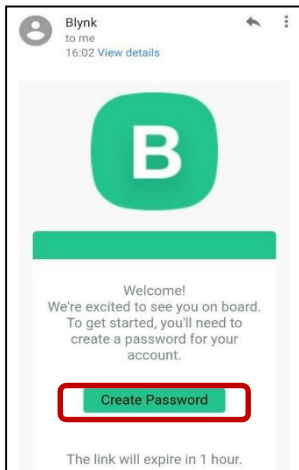 Blynk
to me
16:02 View details
B
Welcome!
We're excited to see you on board.
To get started, you'll need to
create a password for your
account.
Create Password
The link will expire in 1 hour.